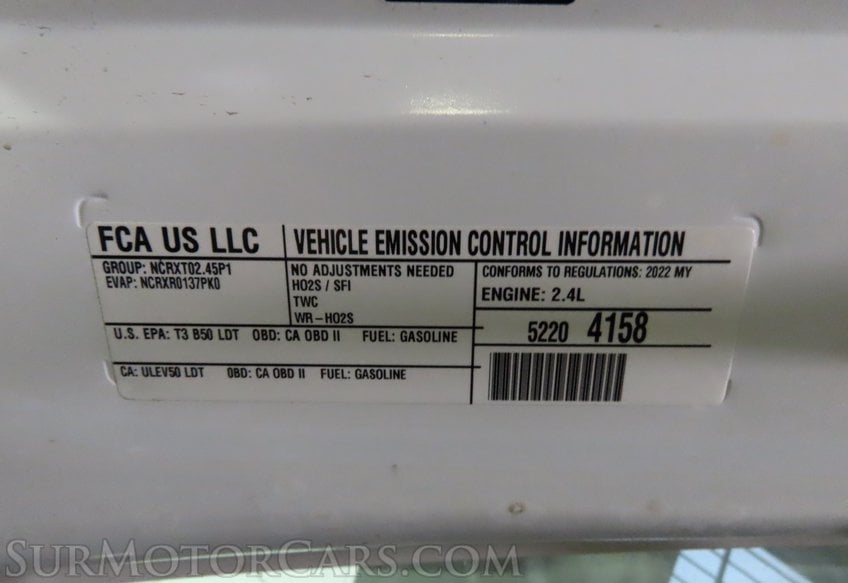 FCA US LLC
VEHICLE EMISSION CONTROL INFORMATION
GROUP: NCRXT02.45P1
EVAP: NCRXR0137PK0
NO ADJUSTMENTS NEEDED
HO2S / SFI
TWC
WR-HO2S
CONFORMS TO REGULATIONS: 2022 MY
ENGINE: 2.4L
U.S. EPA: T3 B50 LDT OBD: CA OBD II FUEL: GASOLINE
5220 4158
CA: ULEV50 LDT OBD: CA OBD II FUEL: GASOLINE
SurMotorCars.com